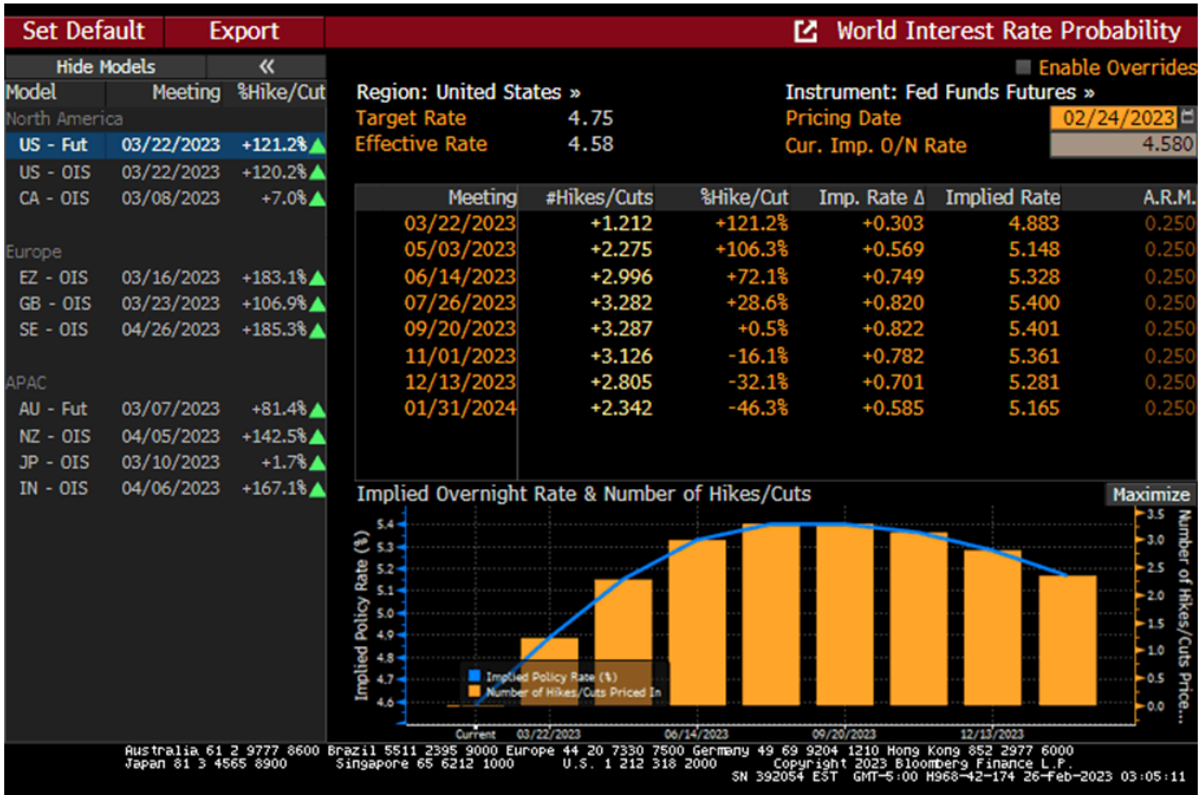 Set Default Export World Interest Rate Probability
Hide Models «
Enable Overrides
Model Meeting %Hike/Cut
Region: United States » Instrument: Fed Funds Futures »
North America
Target Rate 4.75 Pricing Date 02/24/2023
US - Fut 03/22/2023 +121.2%
Effective Rate 4.58 Cur. Imp. O/N Rate 4.580
US - OIS 03/22/2023 +120.2%
CA - OIS 03/08/2023 +7.0%
Europe
EZ - OIS 03/16/2023 +183.1%
GB - OIS 03/23/2023 +106.9%
SE - OIS 04/26/2023 +185.3%
APAC
AU - Fut 03/07/2023 +81.4%
NZ - OIS 04/05/2023 +142.5%
JP - OIS 03/10/2023 +1.7%
IN - OIS 04/06/2023 +167.1%
Meeting #Hikes/Cuts %Hike/Cut Imp. Rate Δ Implied Rate A.R.M.
03/22/2023 +1.212 +121.2% +0.303 4.883 0.250
05/03/2023 +2.275 +106.3% +0.569 5.148 0.250
06/14/2023 +2.996 +72.1% +0.749 5.328 0.250
07/26/2023 +3.282 +28.6% +0.820 5.400 0.250
09/20/2023 +3.287 +0.5% +0.822 5.401 0.250
11/01/2023 +3.126 -16.1% +0.782 5.361 0.250
12/13/2023 +2.805 -32.1% +0.701 5.281 0.250
01/31/2024 +2.342 -46.3% +0.585 5.165 0.250
Implied Overnight Rate & Number of Hikes/Cuts Maximize
Implied Policy Rate (%)
5.4
5.3
5.2
5.1
5.0
4.9
4.8
4.7
4.6
Implied Policy Rate (%)
Number of Hikes/Cuts Priced In
3.5
3.0
2.5
2.0
1.5
1.0
0.5
0.0
Number of Hikes/Cuts Price...
Current 03/22/2023 06/14/2023 09/20/2023 12/13/2023
Australia 61 2 9777 8600 Brazil 5511 2395 9000 Europe 44 20 7330 7500 Germany 49 69 9204 1210 Hong Kong 852 2977 6000
Japan 81 3 4565 8900 Singapore 65 6212 1000 U.S. 1 212 318 2000 Copyright 2023 Bloomberg Finance L.P.
SN 392054 EST GMT-5:00 H968-42-174 26-Feb-2023 03:05:11